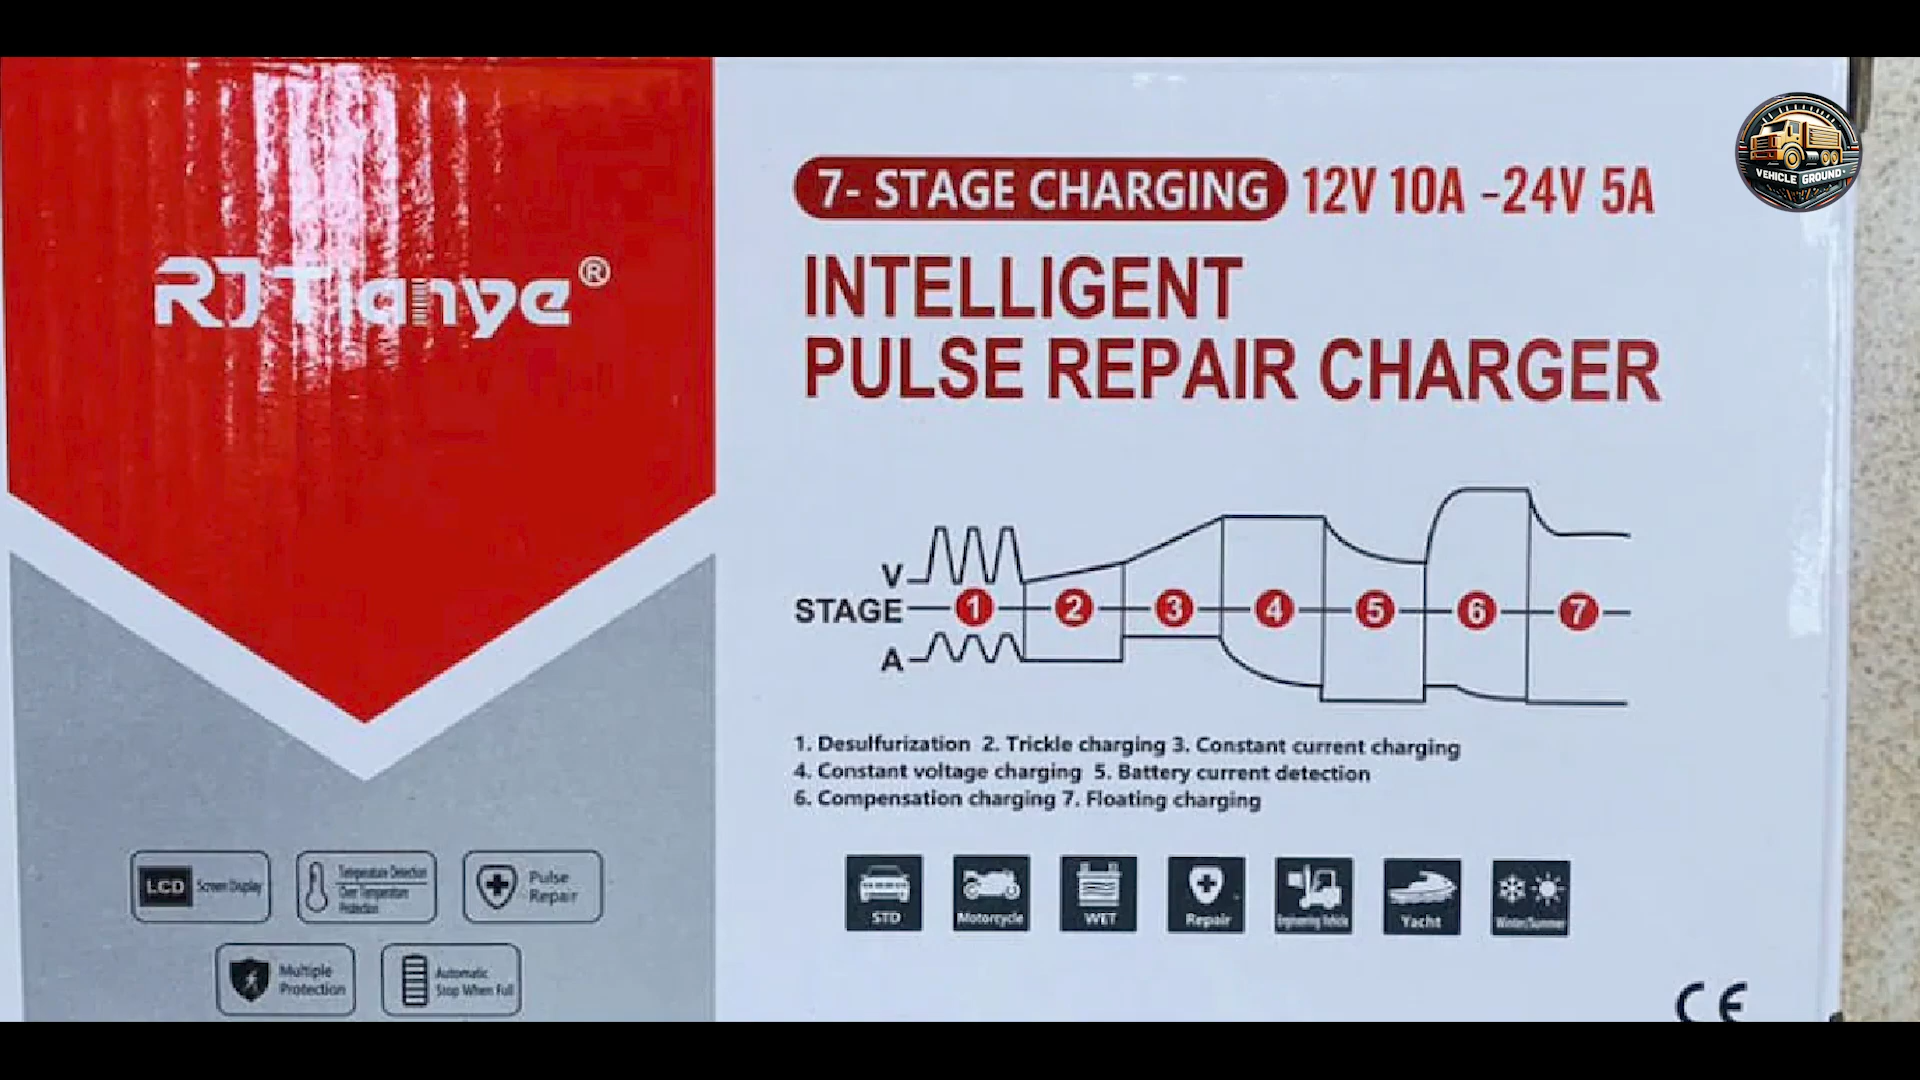 VEHICLE GROUND
7- STAGE CHARGING 12V 10A -24V 5A
RJTianye®
INTELLIGENT
PULSE REPAIR CHARGER
V
STAGE 1 2 3 4 5 6 7
A
1. Desulfurization 2. Trickle charging 3. Constant current charging
4. Constant voltage charging 5. Battery current detection
6. Compensation charging 7. Floating charging
LCD Screen Display
Temperature Detection
Over Temperature
Protection
Pulse
Repair
Multiple
Protection
Automatic
Stop When Full
STD
Motorcycle
WET
Repair
Engineering Vehicle
Yacht
Winter/Summer
CE